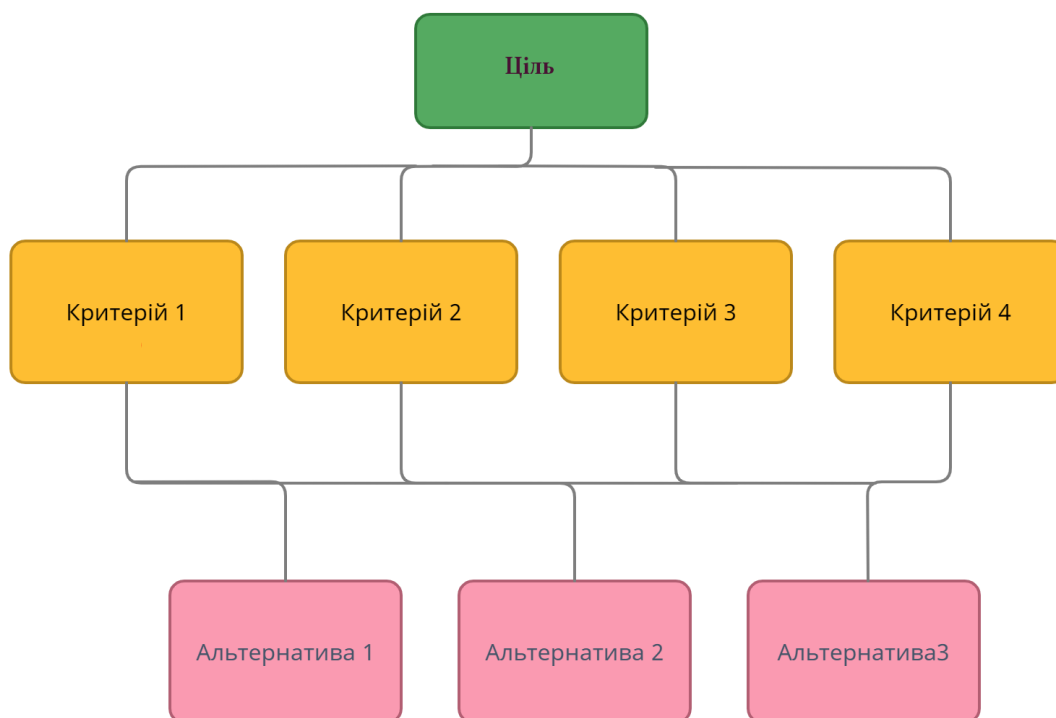 Ціль
Критерій 1
Критерій 2
Критерій 3
Критерій 4
Альтернатива 1
Альтернатива 2
Альтернатива3